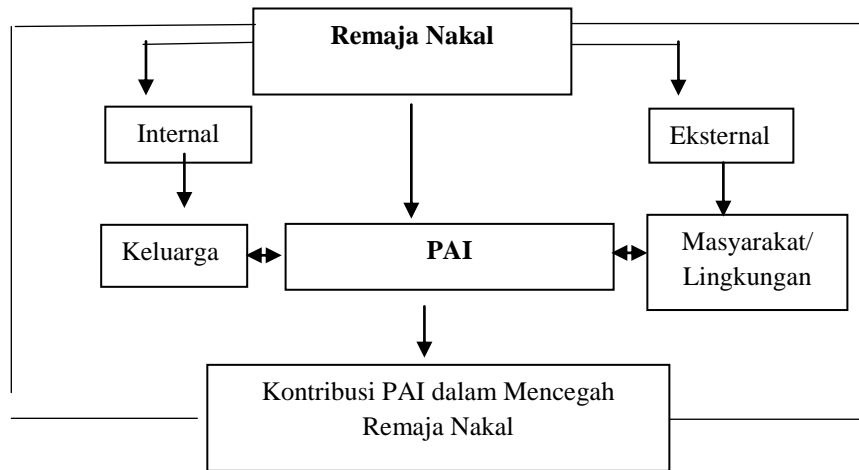 Remaja Nakal
Internal
Eksternal
Keluarga
PAI
Masyarakat/
Lingkungan
Kontribusi PAI dalam Mencegah
Remaja Nakal